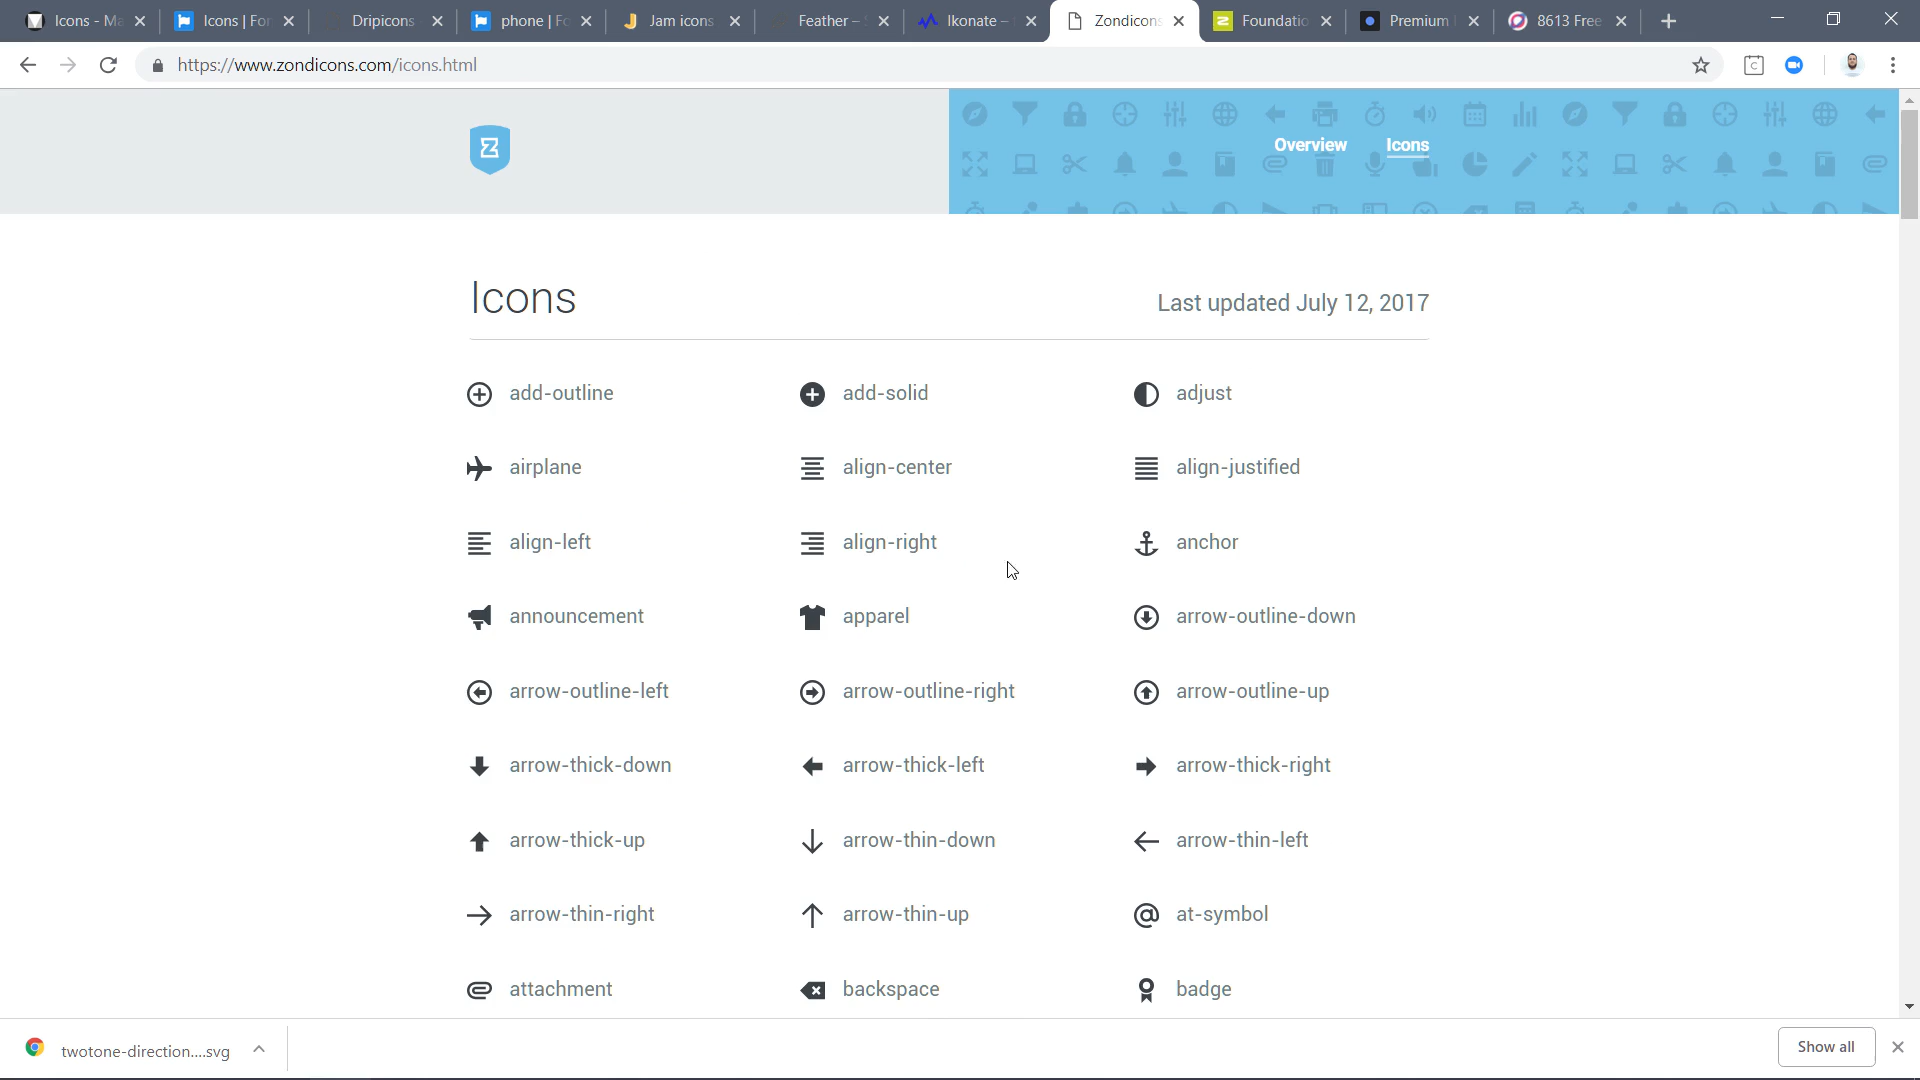 Icons - Ma
Icons | For
Dripicons
phone | Fo
Jam icons
Feather –
Ikonate –
Zondicons
Foundatio
Premium
8613 Free
https://www.zondicons.com/icons.html
Overview
Icons
Icons
Last updated July 12, 2017
add-outline
add-solid
adjust
airplane
align-center
align-justified
align-left
align-right
anchor
announcement
apparel
arrow-outline-down
arrow-outline-left
arrow-outline-right
arrow-outline-up
arrow-thick-down
arrow-thick-left
arrow-thick-right
arrow-thick-up
arrow-thin-down
arrow-thin-left
arrow-thin-right
arrow-thin-up
at-symbol
attachment
backspace
badge
twotone-direction....svg
Show all